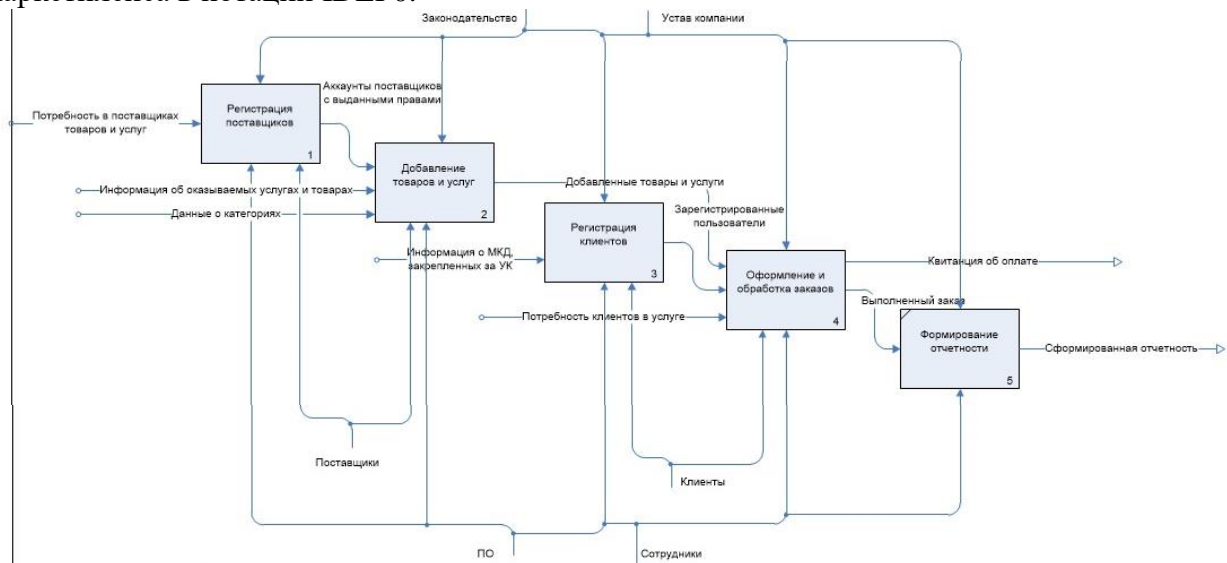 маркетплейса в нотации IDEF0.
Законодательство
Устав компании
Аккаунты поставщиков
с выданными правами
Регистрация
поставщиков
1
Потребность в поставщиках
товаров и услуг
Добавление
товаров и услуг
2
Информация об оказываемых услугах и товарах
Данные о категориях
Добавленные товары и услуги
Зарегистрированные
пользователи
Регистрация
клиентов
3
Информация о МКД,
закрепленных за УК
Оформление и
обработка заказов
4
Квитанция об оплате
Выполненный заказ
Потребность клиентов в услуге
Формирование
отчетности
5
Сформированная отчетность
Поставщики
Клиенты
ПО
Сотрудники